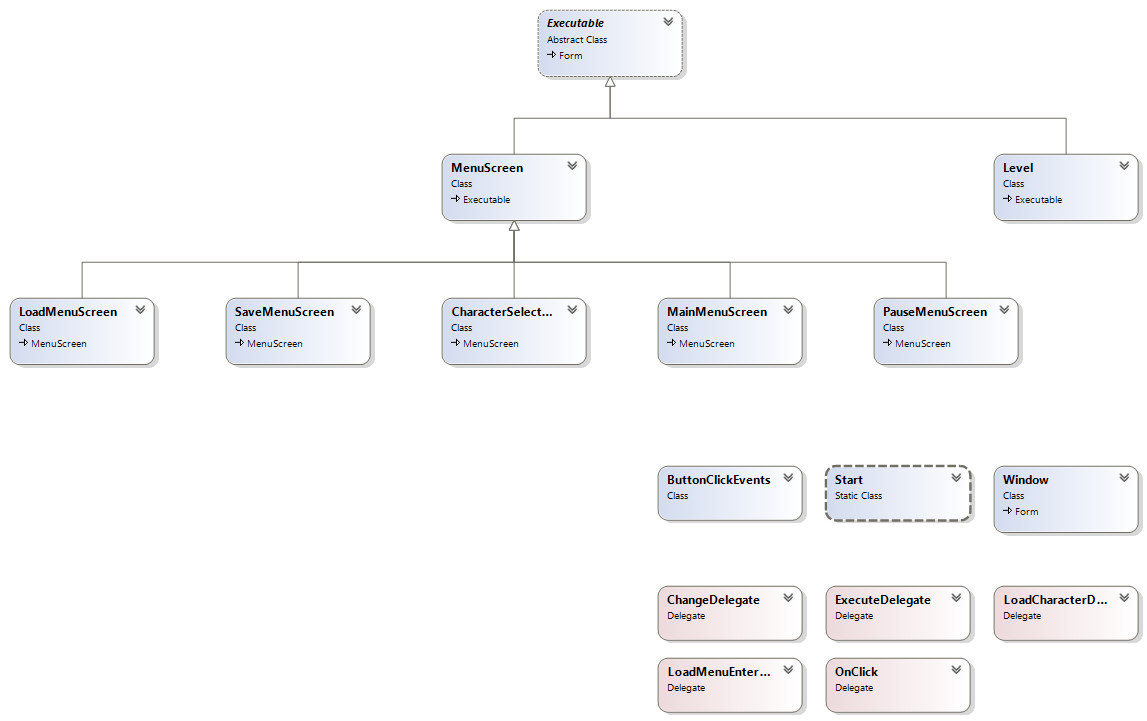 Executable
Abstract Class
Form
MenuScreen
Class
Executable
Level
Class
Executable
LoadMenuScreen
Class
MenuScreen
SaveMenuScreen
Class
MenuScreen
CharacterSelect...
Class
MenuScreen
MainMenuScreen
Class
MenuScreen
PauseMenuScreen
Class
MenuScreen
ButtonClickEvents
Class
Start
Static Class
Window
Class
Form
ChangeDelegate
Delegate
ExecuteDelegate
Delegate
LoadCharacterD...
Delegate
LoadMenuEnter...
Delegate
OnClick
Delegate